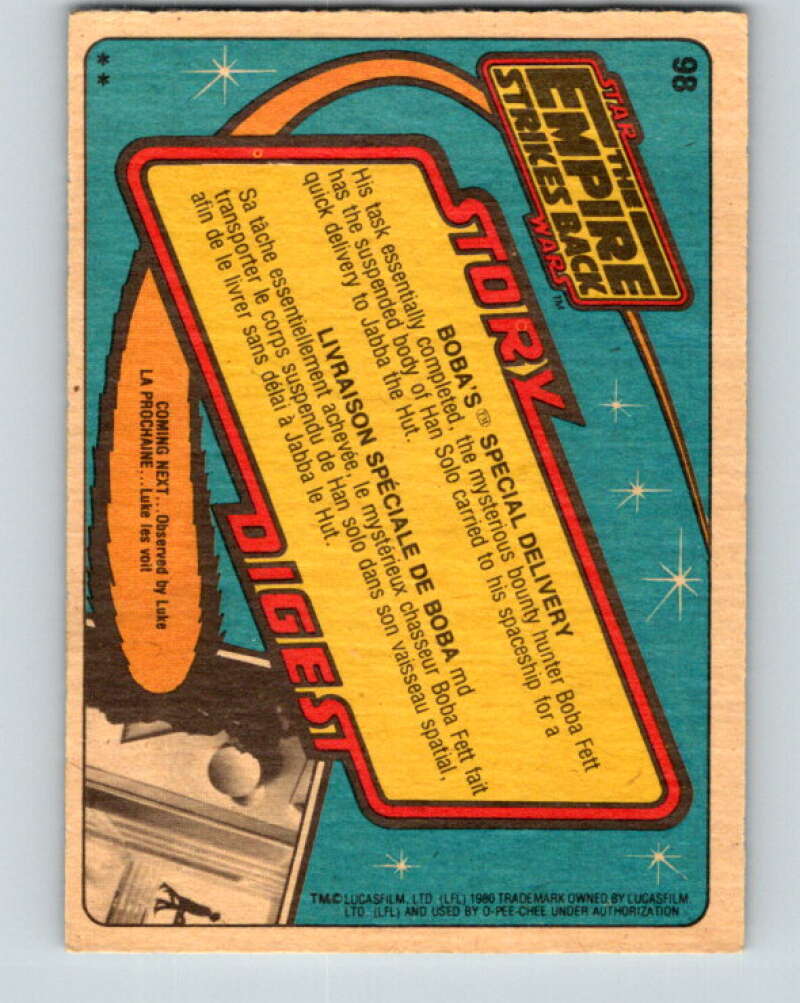 98
STAR
THE
EMPIRE
STRIKES BACK
WARS™
STORY
BOBA'S TM SPECIAL DELIVERY
His task essentially completed, the mysterious bounty hunter Boba Fett
has the suspended body of Han Solo carried to his spaceship for a
quick delivery to Jabba the Hut.
LIVRAISON SPÉCIALE DE BOBA md
Sa tâche essentiellement achevée, le mystérieux chasseur Boba Fett fait
transporter le corps suspendu de Han solo dans son vaisseau spatial,
afin de le livrer sans délai à Jabba le Hut.
DIGEST
COMING NEXT...Observed by Luke
LA PROCHAINE...Luke les voit
TM©LUCASFILM, LTD. (LFL) 1980 TRADEMARK OWNED BY LUCASFILM
LTD. (LFL) AND USED BY O-PEE-CHEE UNDER AUTHORIZATION
**